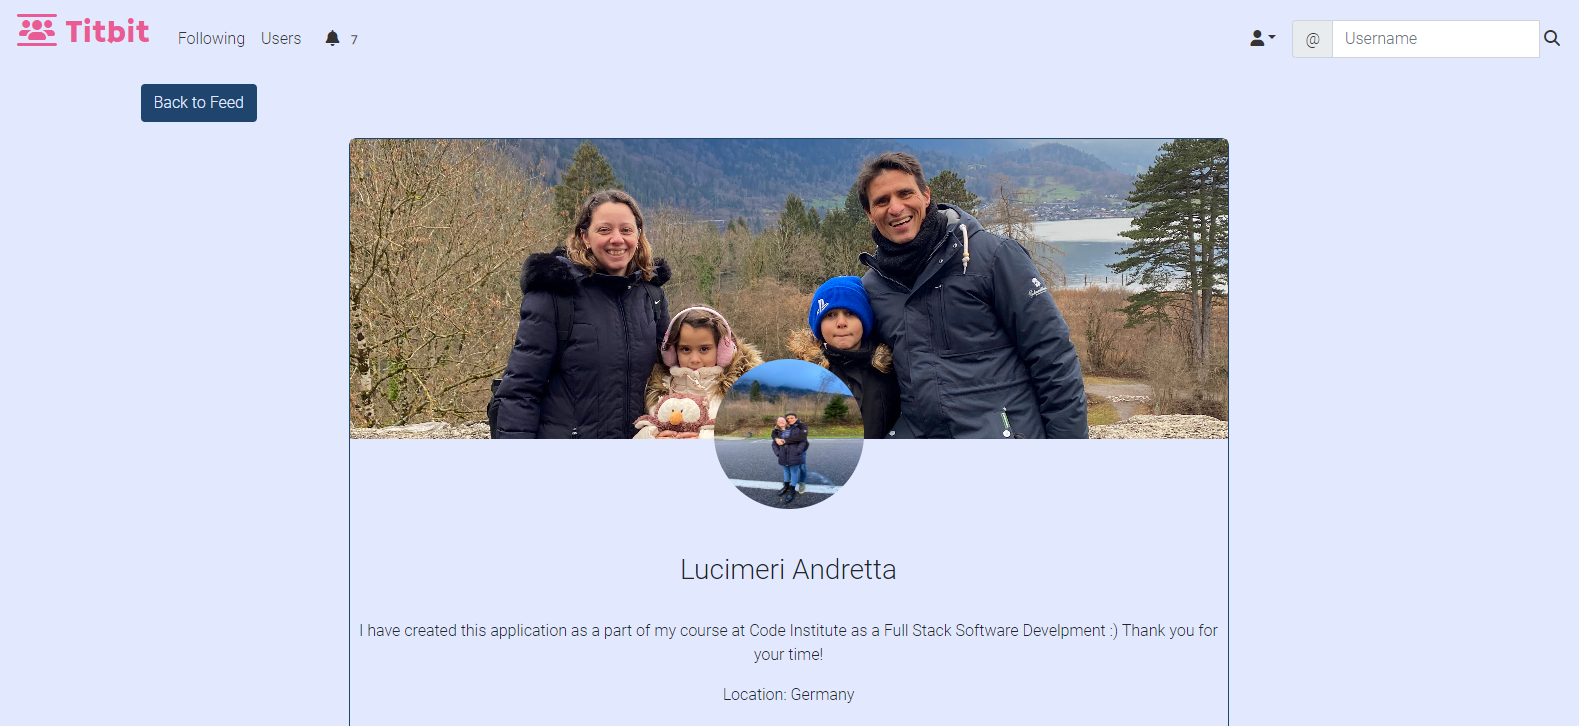 Titbit
Following Users 7
@ Username
Back to Feed
Lucimeri Andretta
I have created this application as a part of my course at Code Institute as a Full Stack Software Develpment :) Thank you for
your time!
Location: Germany